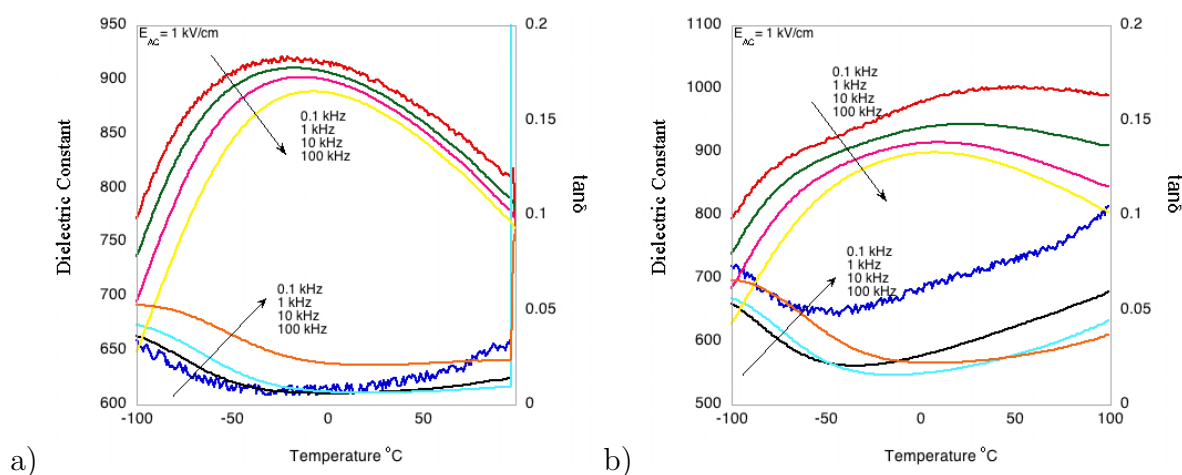 950
900
850
800
750
700
650
600
Dielectric Constant
E_AC = 1 kV/cm
0.1 kHz
1 kHz
10 kHz
100 kHz
0.1 kHz
1 kHz
10 kHz
100 kHz
0.2
0.15
0.1
0.05
0
tanδ
-100
-50
0
50
Temperature °C
a)
1100
1000
900
800
700
600
500
Dielectric Constant
E_AC = 1 kV/cm
0.1 kHz
1 kHz
10 kHz
100 kHz
0.1 kHz
1 kHz
10 kHz
100 kHz
0.2
0.15
0.1
0.05
0
tanδ
-100
-50
0
50
100
Temperature °C
b)